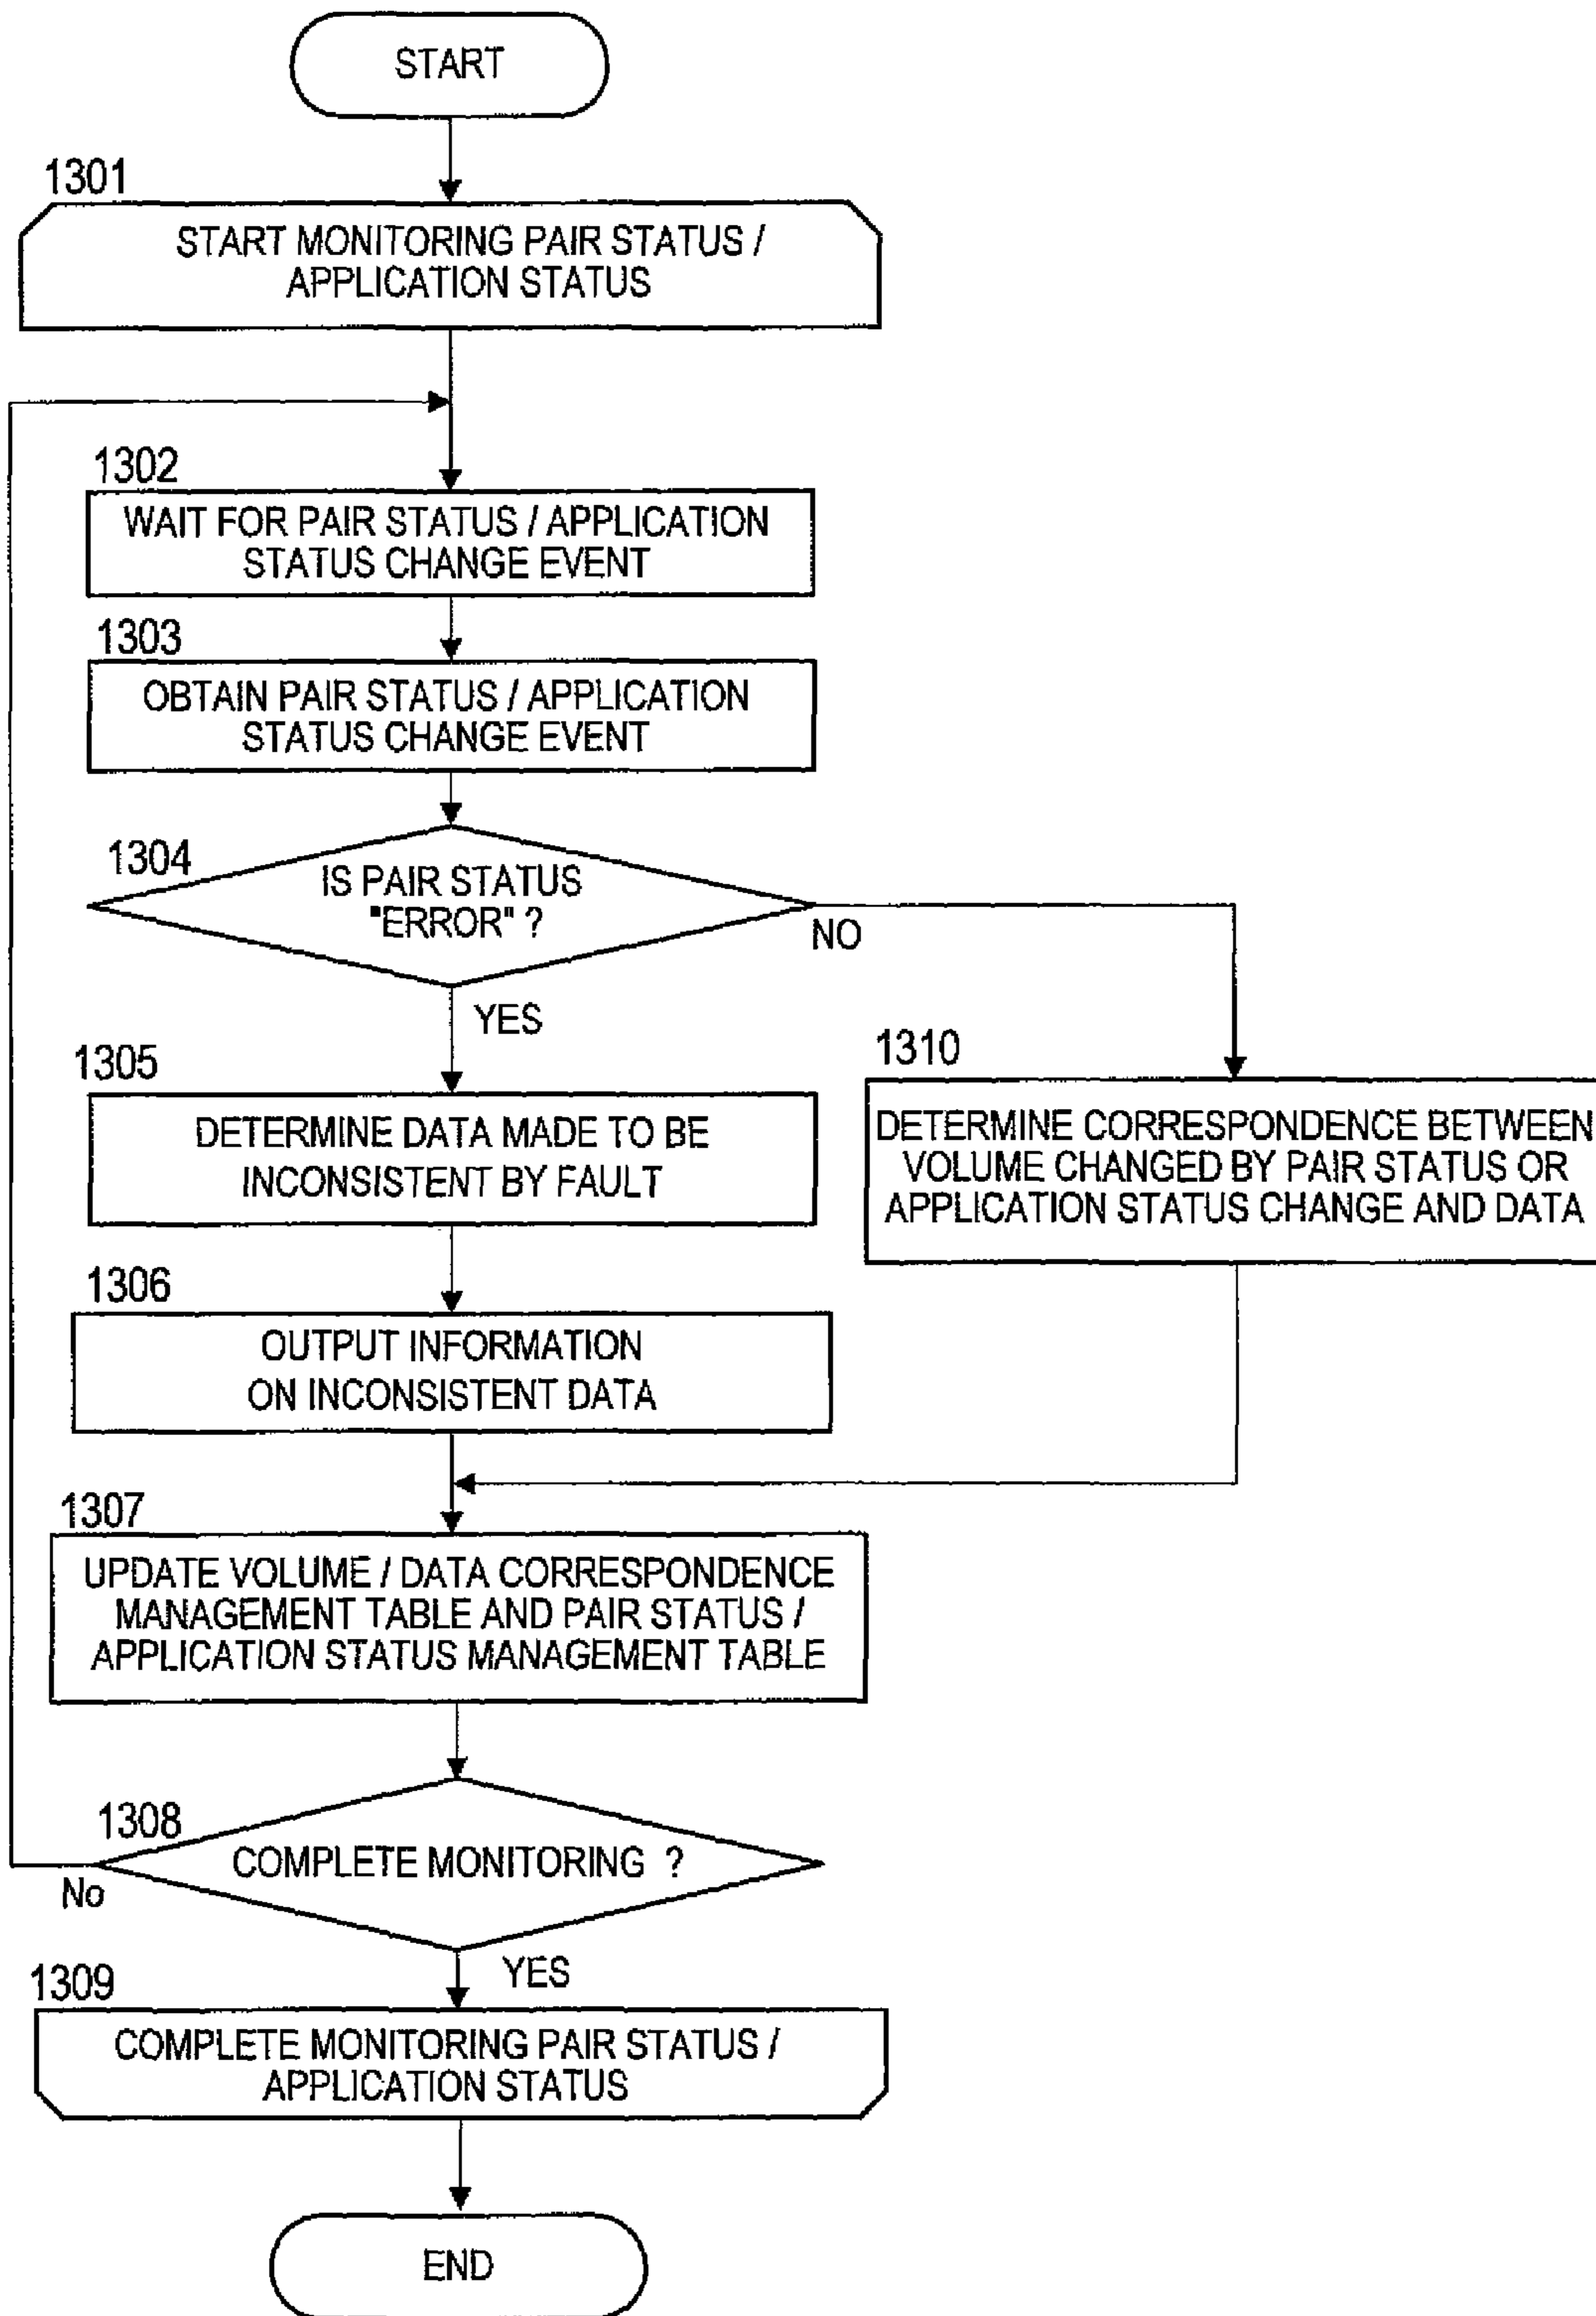 START
1301
START MONITORING PAIR STATUS /
APPLICATION STATUS
1302
WAIT FOR PAIR STATUS / APPLICATION
STATUS CHANGE EVENT
1303
OBTAIN PAIR STATUS / APPLICATION
STATUS CHANGE EVENT
1304
IS PAIR STATUS
"ERROR" ?
NO
YES
1305
DETERMINE DATA MADE TO BE
INCONSISTENT BY FAULT
1310
DETERMINE CORRESPONDENCE BETWEEN
VOLUME CHANGED BY PAIR STATUS OR
APPLICATION STATUS CHANGE AND DATA
1306
OUTPUT INFORMATION
ON INCONSISTENT DATA
1307
UPDATE VOLUME / DATA CORRESPONDENCE
MANAGEMENT TABLE AND PAIR STATUS /
APPLICATION STATUS MANAGEMENT TABLE
1308
COMPLETE MONITORING ?
No
YES
1309
COMPLETE MONITORING PAIR STATUS /
APPLICATION STATUS
END